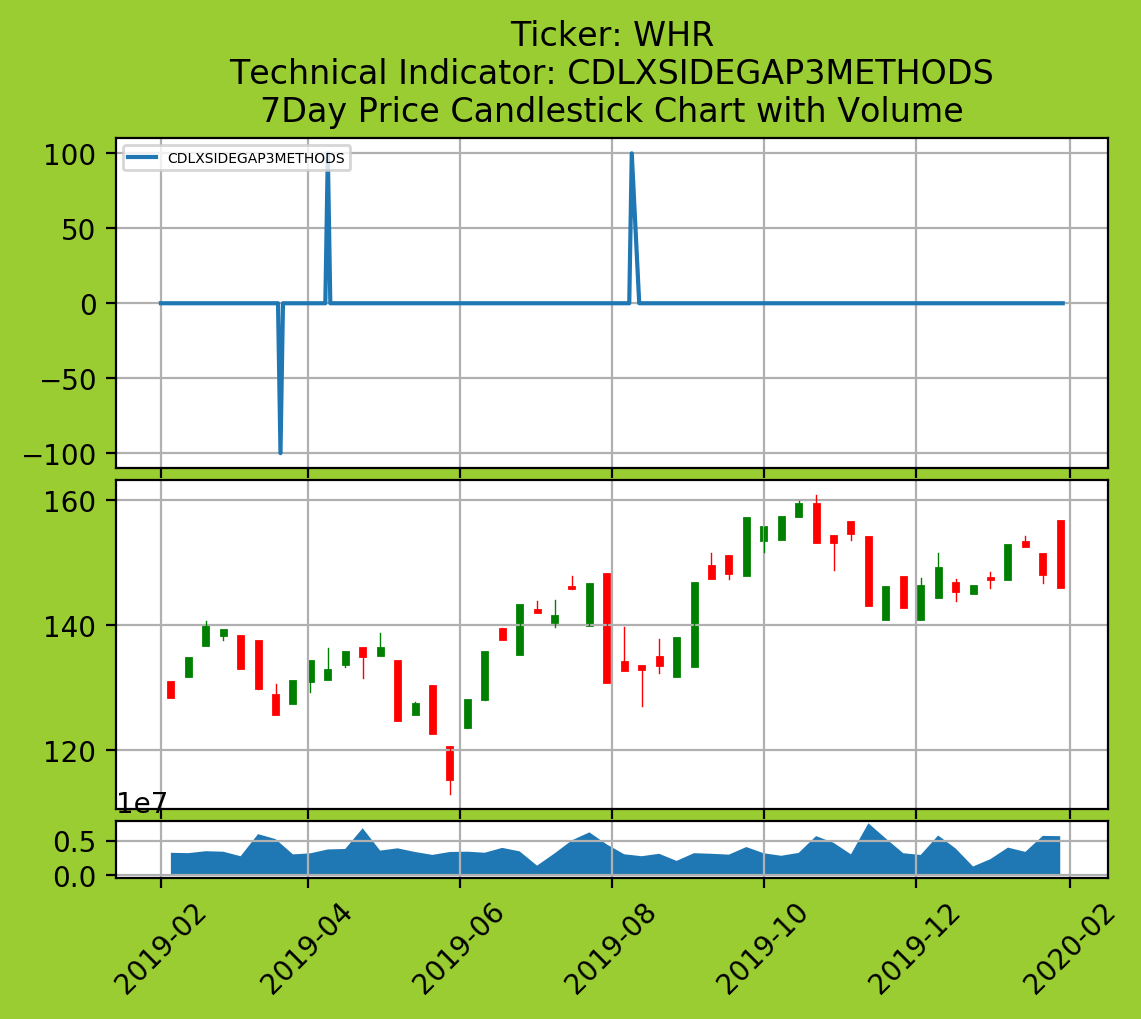 Ticker: WHR
Technical Indicator: CDLXSIDEGAP3METHODS
7Day Price Candlestick Chart with Volume
100
CDLXSIDEGAP3METHODS
50
0
−50
−100
160
140
120
1e7
0.5
0.0
2019-02 2019-04 2019-06 2019-08 2019-10 2019-12 2020-02